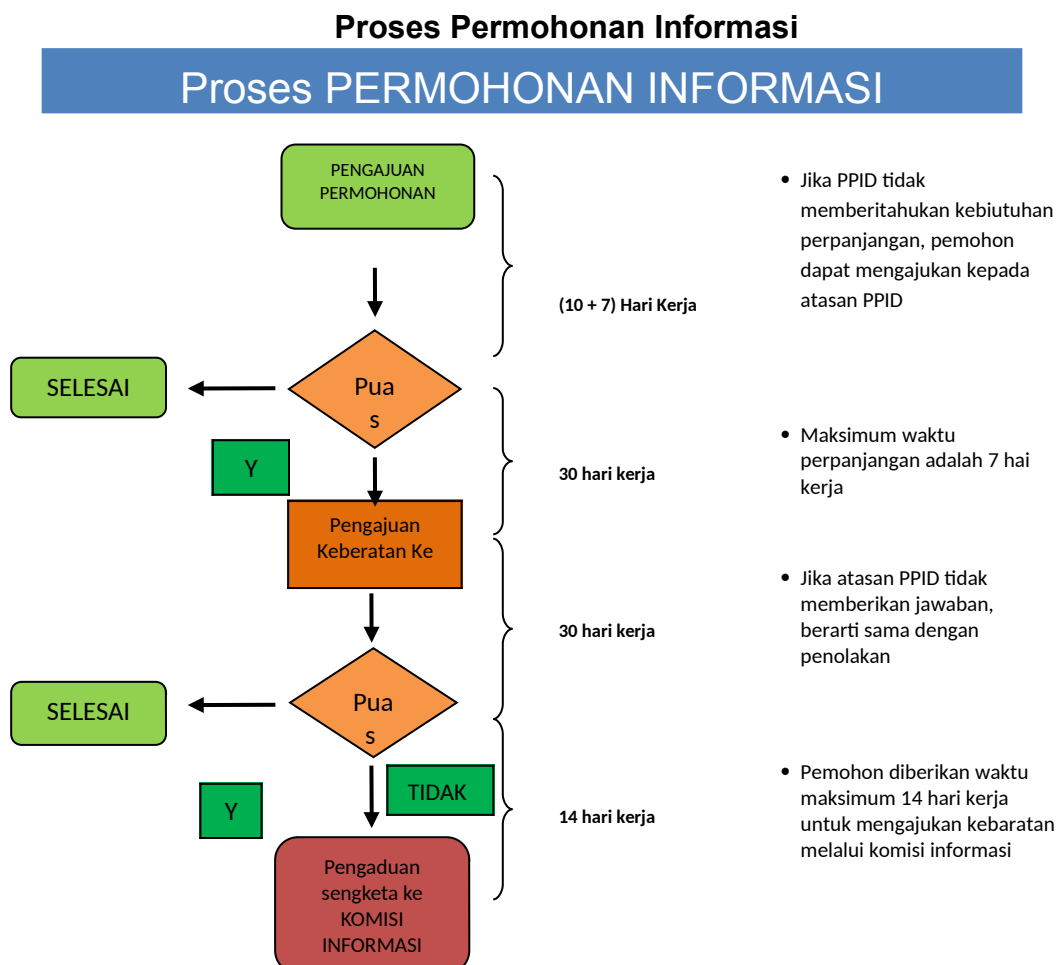 Proses Permohonan Informasi
Proses PERMOHONAN INFORMASI
PENGAJUAN
PERMOHONAN
• Jika PPID tidak
memberitahukan kebiutuhan
perpanjangan, pemohon
dapat mengajukan kepada
atasan PPID
(10 + 7) Hari Kerja
SELESAI
Pua
s
Y
• Maksimum waktu
perpanjangan adalah 7 hai
kerja
30 hari kerja
Pengajuan
Keberatan Ke
• Jika atasan PPID tidak
memberikan jawaban,
berarti sama dengan
penolakan
30 hari kerja
SELESAI
Pua
s
Y
TIDAK
• Pemohon diberikan waktu
maksimum 14 hari kerja
untuk mengajukan kebaratan
melalui komisi informasi
14 hari kerja
Pengaduan
sengketa ke
KOMISI
INFORMASI